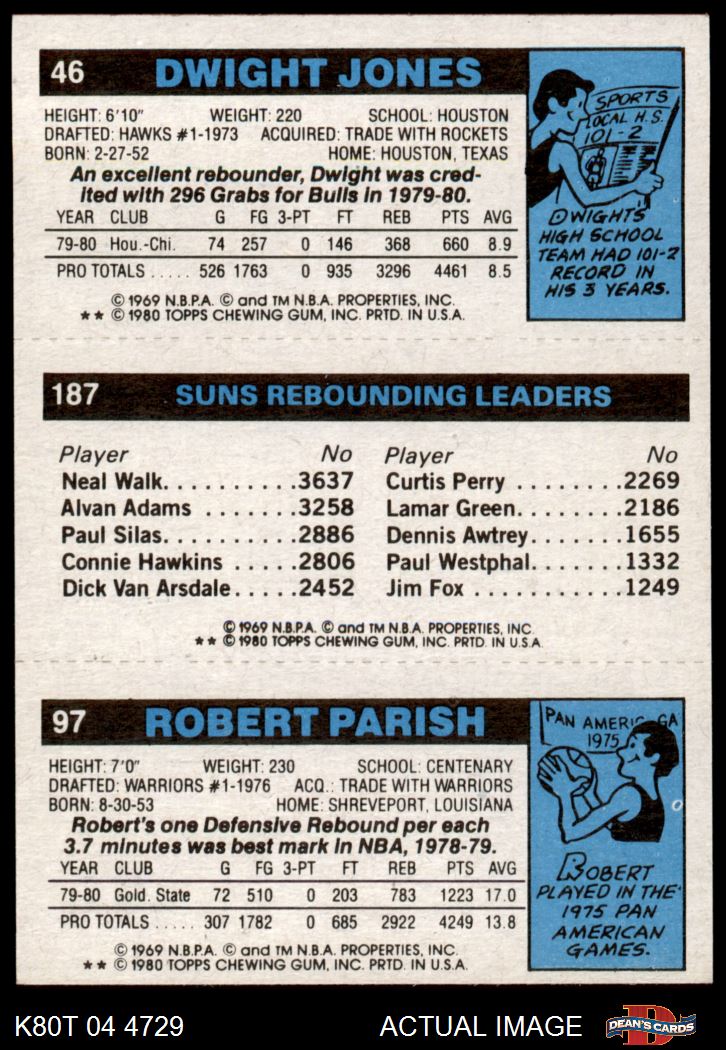 46 DWIGHT JONES
HEIGHT: 6'10" WEIGHT: 220 SCHOOL: HOUSTON
DRAFTED: HAWKS #1-1973 ACQUIRED: TRADE WITH ROCKETS
BORN: 2-27-52 HOME: HOUSTON, TEXAS
An excellent rebounder, Dwight was cred-
ited with 296 Grabs for Bulls in 1979-80.
YEAR CLUB G FG 3-PT FT REB PTS AVG
79-80 Hou.-Chi. 74 257 0 146 368 660 8.9
PRO TOTALS ..... 526 1763 0 935 3296 4461 8.5
© 1969 N.B.P.A. © and TM N.B.A. PROPERTIES, INC.
** © 1980 TOPPS CHEWING GUM, INC. PRTD. IN U.S.A.
SPORTS
LOCAL H.S.
101-2
DWIGHTS
HIGH SCHOOL
TEAM HAD 101-2
RECORD IN
HIS 3 YEARS.
187 SUNS REBOUNDING LEADERS
Player No Player No
Neal Walk..........3637 Curtis Perry ........2269
Alvan Adams ......3258 Lamar Green.......2186
Paul Silas..........2886 Dennis Awtrey......1655
Connie Hawkins ....2806 Paul Westphal......1332
Dick Van Arsdale.....2452 Jim Fox ..........1249
© 1969 N.B.P.A. © and TM N.B.A. PROPERTIES, INC.
** © 1980 TOPPS CHEWING GUM, INC. PRTD. IN U.S.A.
97 ROBERT PARISH
HEIGHT: 7'0" WEIGHT: 230 SCHOOL: CENTENARY
DRAFTED: WARRIORS #1-1976 ACQ.: TRADE WITH WARRIORS
BORN: 8-30-53 HOME: SHREVEPORT, LOUISIANA
Robert's one Defensive Rebound per each
3.7 minutes was best mark in NBA, 1978-79.
YEAR CLUB G FG 3-PT FT REB PTS AVG
79-80 Gold. State 72 510 0 203 783 1223 17.0
PRO TOTALS ..... 307 1782 0 685 2922 4249 13.8
© 1969 N.B.P.A. © and TM N.B.A. PROPERTIES, INC.
** © 1980 TOPPS CHEWING GUM, INC. PRTD. IN U.S.A.
PAN AMERIC GA
1975
ROBERT
PLAYED IN THE
1975 PAN
AMERICAN
GAMES.
K80T 04 4729 ACTUAL IMAGE DEAN'S CARDS